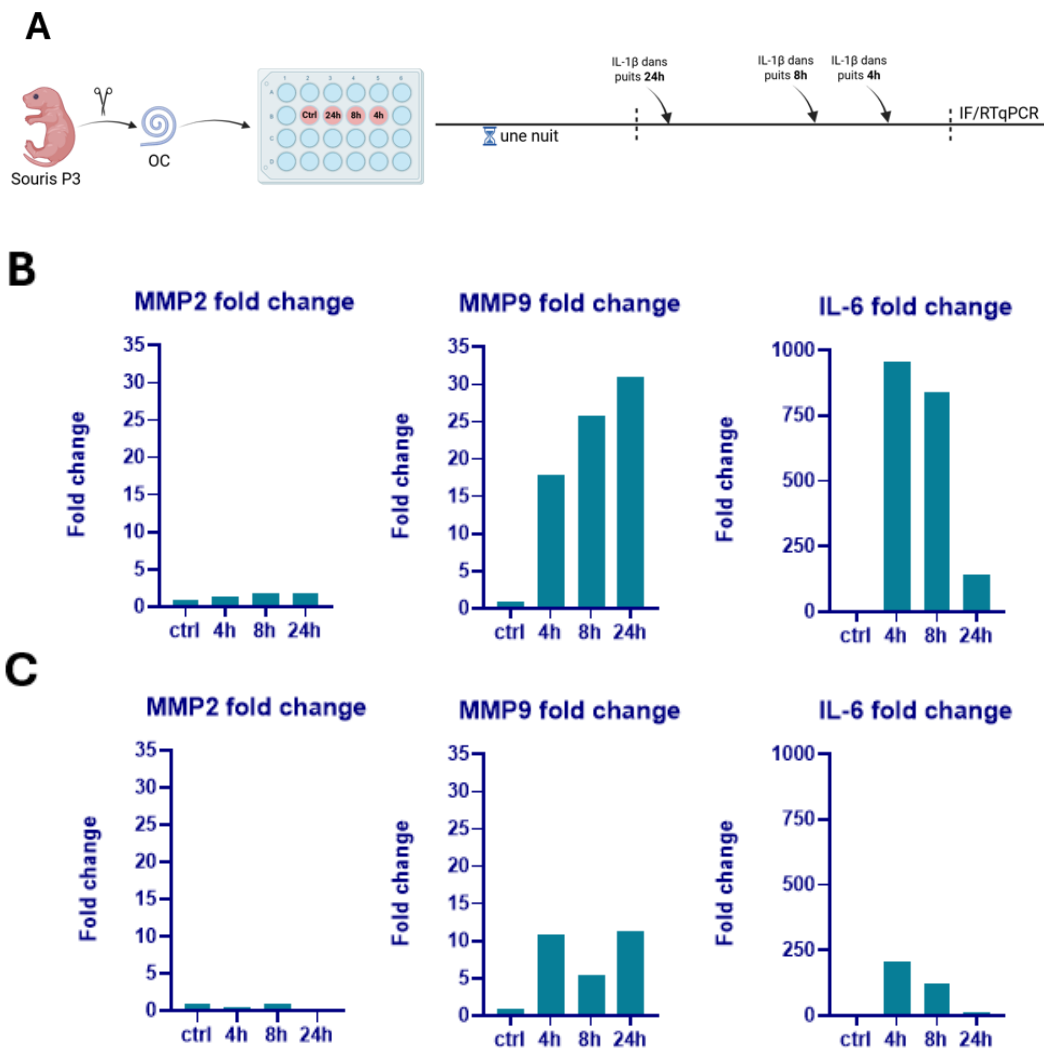 A
IL-1β dans
puits 24h
IL-1β dans
puits 8h
IL-1β dans
puits 4h
1 2 3 4 5 6
A
B
C
D
Ctrl 24h 8h 4h
Souris P3
OC
une nuit
IF/RTqPCR
B
MMP2 fold change
Fold change
35
30
25
20
15
10
5
0
ctrl 4h 8h 24h
MMP9 fold change
Fold change
35
30
25
20
15
10
5
0
ctrl 4h 8h 24h
IL-6 fold change
Fold change
1000
750
500
250
0
ctrl 4h 8h 24h
C
MMP2 fold change
Fold change
35
30
25
20
15
10
5
0
ctrl 4h 8h 24h
MMP9 fold change
Fold change
35
30
25
20
15
10
5
0
ctrl 4h 8h 24h
IL-6 fold change
Fold change
1000
750
500
250
0
ctrl 4h 8h 24h